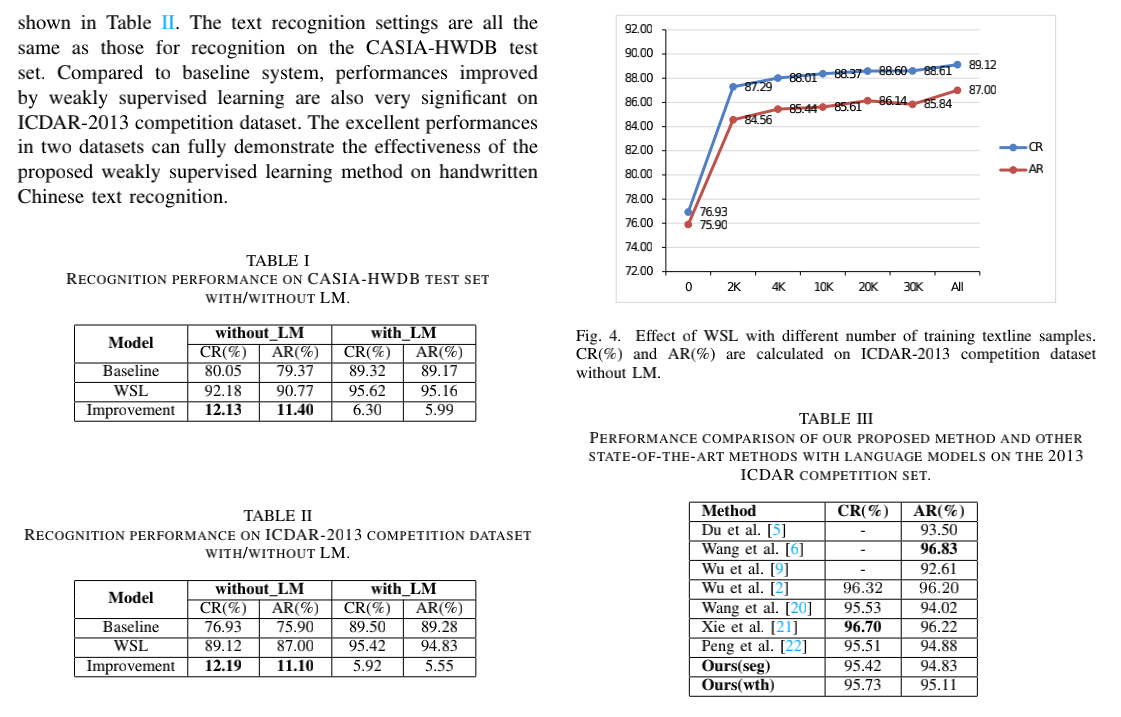 shown in Table II. The text recognition settings are all the
same as those for recognition on the CASIA-HWDB test
set. Compared to baseline system, performances improved
by weakly supervised learning are also very significant on
ICDAR-2013 competition dataset. The excellent performances
in two datasets can fully demonstrate the effectiveness of the
proposed weakly supervised learning method on handwritten
Chinese text recognition.
TABLE I
RECOGNITION PERFORMANCE ON CASIA-HWDB TEST SET
WITH/WITHOUT LM.
Model without_LM with_LM
CR(%) AR(%) CR(%) AR(%)
Baseline 80.05 79.37 89.32 89.17
WSL 92.18 90.77 95.62 95.16
Improvement 12.13 11.40 6.30 5.99
TABLE II
RECOGNITION PERFORMANCE ON ICDAR-2013 COMPETITION DATASET
WITH/WITHOUT LM.
Model without_LM with_LM
CR(%) AR(%) CR(%) AR(%)
Baseline 76.93 75.90 89.50 89.28
WSL 89.12 87.00 95.42 94.83
Improvement 12.19 11.10 5.92 5.55
92.00
90.00
88.00
86.00
84.00
82.00
80.00
78.00
76.00
74.00
72.00
76.93 87.29 88.01 88.37 88.60 88.61 89.12
75.90 84.56 85.44 85.61 86.14 85.84 87.00
0 2K 4K 10K 20K 30K All
CR
AR
Fig. 4. Effect of WSL with different number of training textline samples.
CR(%) and AR(%) are calculated on ICDAR-2013 competition dataset
without LM.
TABLE III
PERFORMANCE COMPARISON OF OUR PROPOSED METHOD AND OTHER
STATE-OF-THE-ART METHODS WITH LANGUAGE MODELS ON THE 2013
ICDAR COMPETITION SET.
Method CR(%) AR(%)
Du et al. [5] - 93.50
Wang et al. [6] - 96.83
Wu et al. [9] - 92.61
Wu et al. [2] 96.32 96.20
Wang et al. [20] 95.53 94.02
Xie et al. [21] 96.70 96.22
Peng et al. [22] 95.51 94.88
Ours(seg) 95.42 94.83
Ours(wth) 95.73 95.11